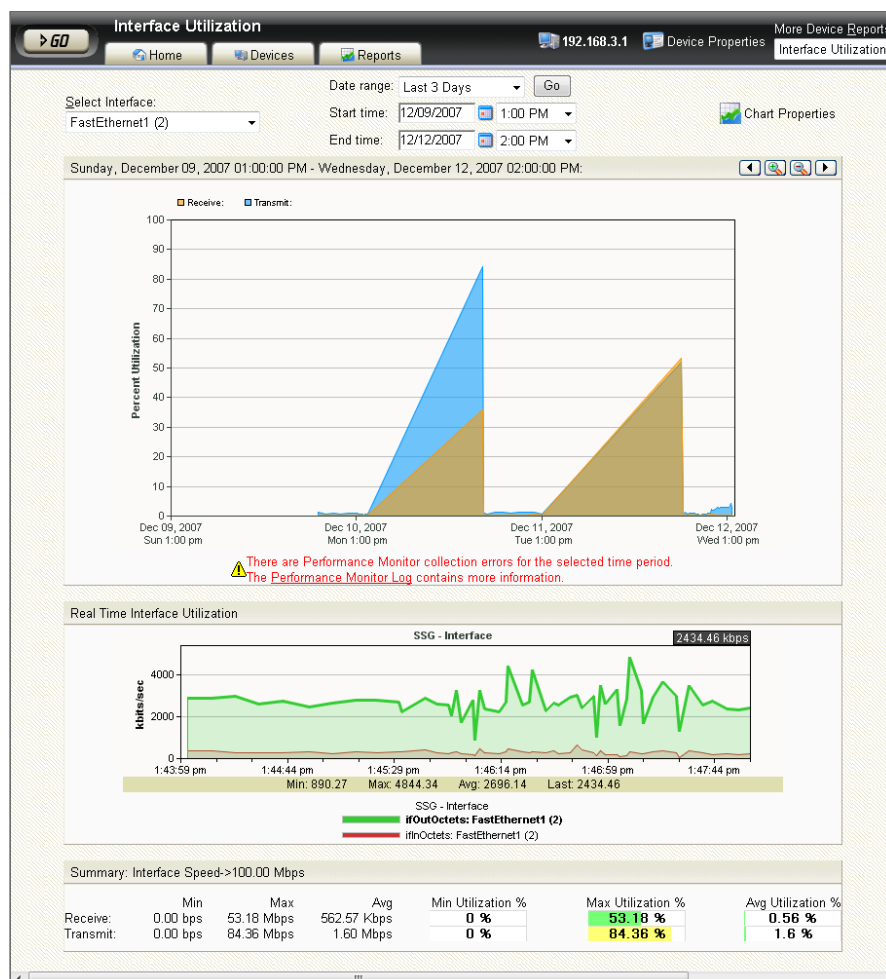 Interface Utilization
GO
Home
Devices
Reports
192.168.3.1
Device Properties
More Device Reports
Interface Utilization
Select Interface:
FastEthernet1 (2)
Date range: Last 3 Days Go
Start time: 12/09/2007 1:00 PM
End time: 12/12/2007 2:00 PM
Chart Properties
Sunday, December 09, 2007 01:00:00 PM - Wednesday, December 12, 2007 02:00:00 PM:
Receive: Transmit:
Percent Utilization
100
90
80
70
60
50
40
30
20
10
0
Dec 09, 2007 Dec 10, 2007 Dec 11, 2007 Dec 12, 2007
Sun 1:00 pm Mon 1:00 pm Tue 1:00 pm Wed 1:00 pm
There are Performance Monitor collection errors for the selected time period.
The Performance Monitor Log contains more information.
Real Time Interface Utilization
SSG - Interface
2434.46 kbps
kbits/sec
4000
2000
0
1:43:59 pm 1:44:44 pm 1:45:29 pm 1:46:14 pm 1:46:59 pm 1:47:44 pm
Min: 890.27 Max: 4844.34 Avg: 2696.14 Last: 2434.46
SSG - Interface
ifOutOctets: FastEthernet1 (2)
ifInOctets: FastEthernet1 (2)
Summary: Interface Speed->100.00 Mbps
Min Max Avg Min Utilization % Max Utilization % Avg Utilization %
Receive: 0.00 bps 53.18 Mbps 562.57 Kbps 0 % 53.18 % 0.56 %
Transmit: 0.00 bps 84.36 Mbps 1.60 Mbps 0 % 84.36 % 1.6 %